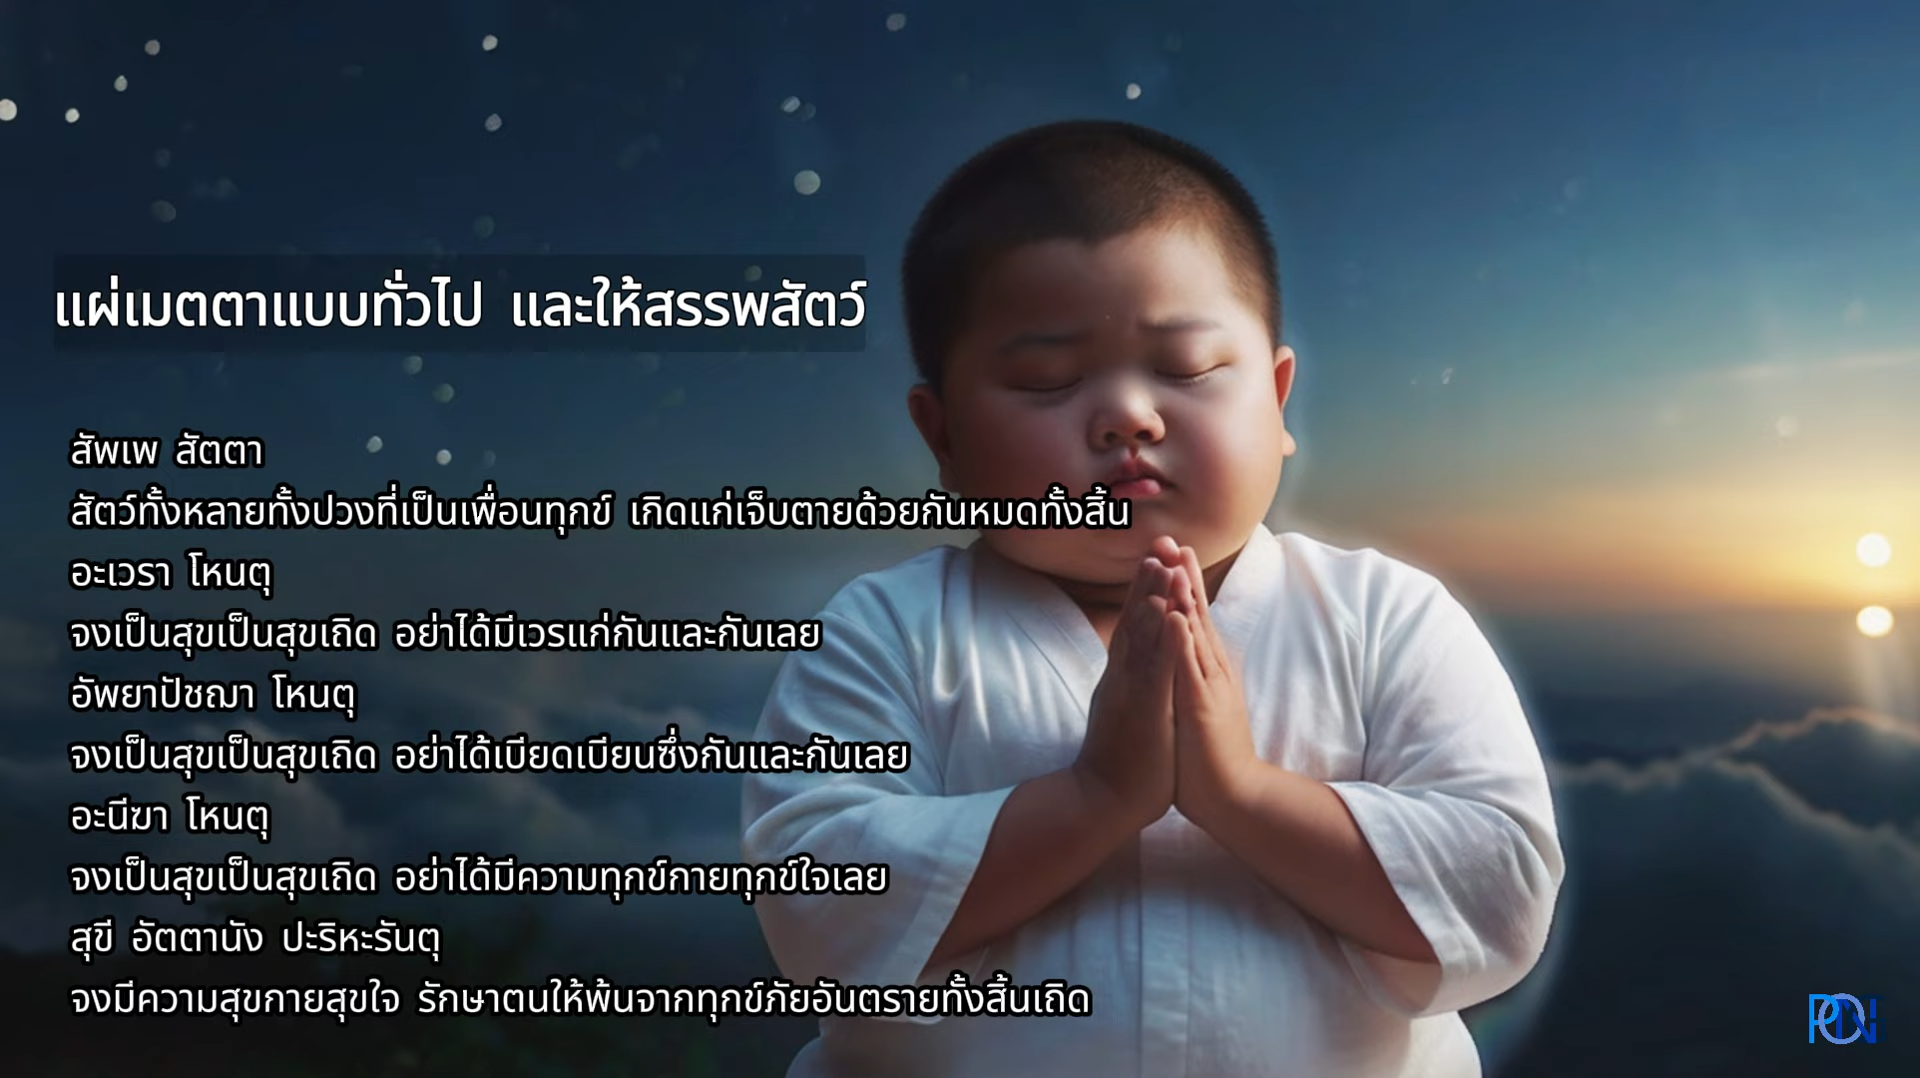 แผ่เมตตาแบบทั่วไป และให้สรรพสัตว์
สัพเพ สัตตา
สัตว์ทั้งหลายทั้งปวงที่เป็นเพื่อนทุกข์ เกิดแก่เจ็บตายด้วยกันหมดทั้งสิ้น
อะเวรา โหนตุ
จงเป็นสุขเป็นสุขเถิด อย่าได้มีเวรแก่กันและกันเลย
อัพยาปัชฌา โหนตุ
จงเป็นสุขเป็นสุขเถิด อย่าได้เบียดเบียนซึ่งกันและกันเลย
อะนีฆา โหนตุ
จงเป็นสุขเป็นสุขเถิด อย่าได้มีความทุกข์กายทุกข์ใจเลย
สุขี อัตตานัง ปะริหะรันตุ
จงมีความสุขกายสุขใจ รักษาตนให้พ้นจากทุกข์ภัยอันตรายทั้งสิ้นเถิด